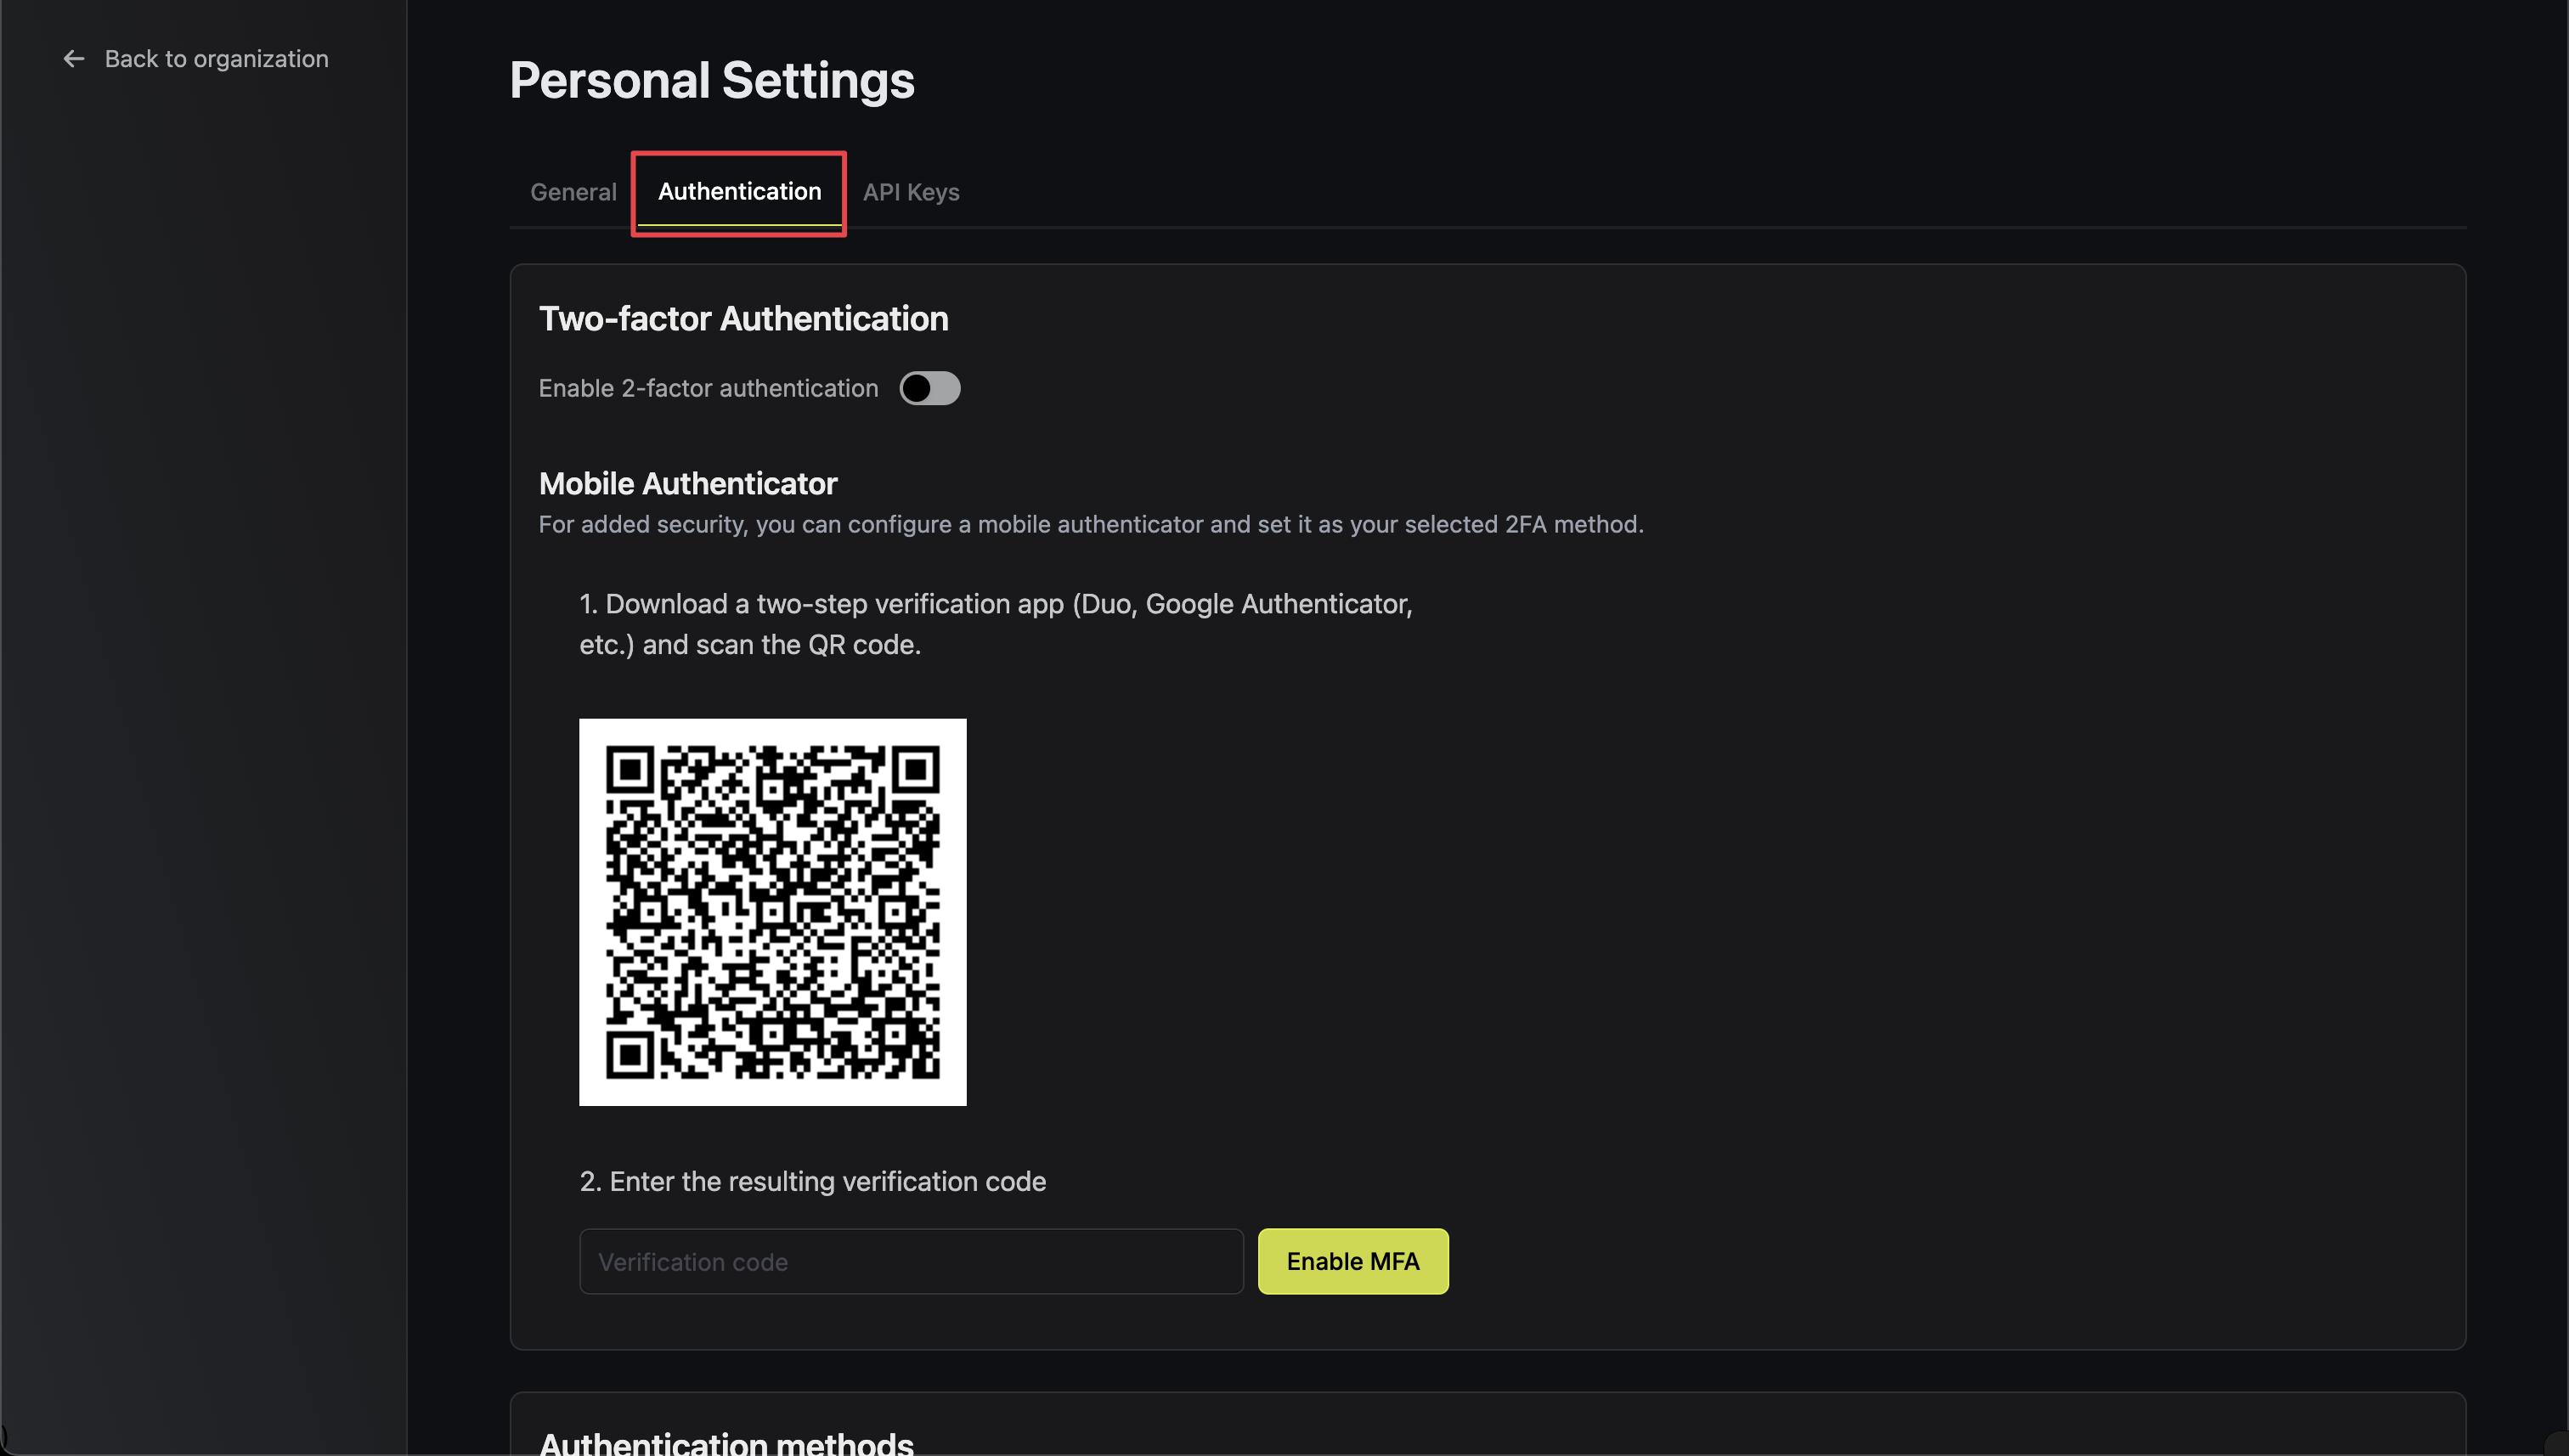 Back to organization
Personal Settings
General
Authentication
API Keys
Two-factor Authentication
Enable 2-factor authentication
Mobile Authenticator
For added security, you can configure a mobile authenticator and set it as your selected 2FA method.
1. Download a two-step verification app (Duo, Google Authenticator,
etc.) and scan the QR code.
2. Enter the resulting verification code
Verification code
Enable MFA
Authentication methods